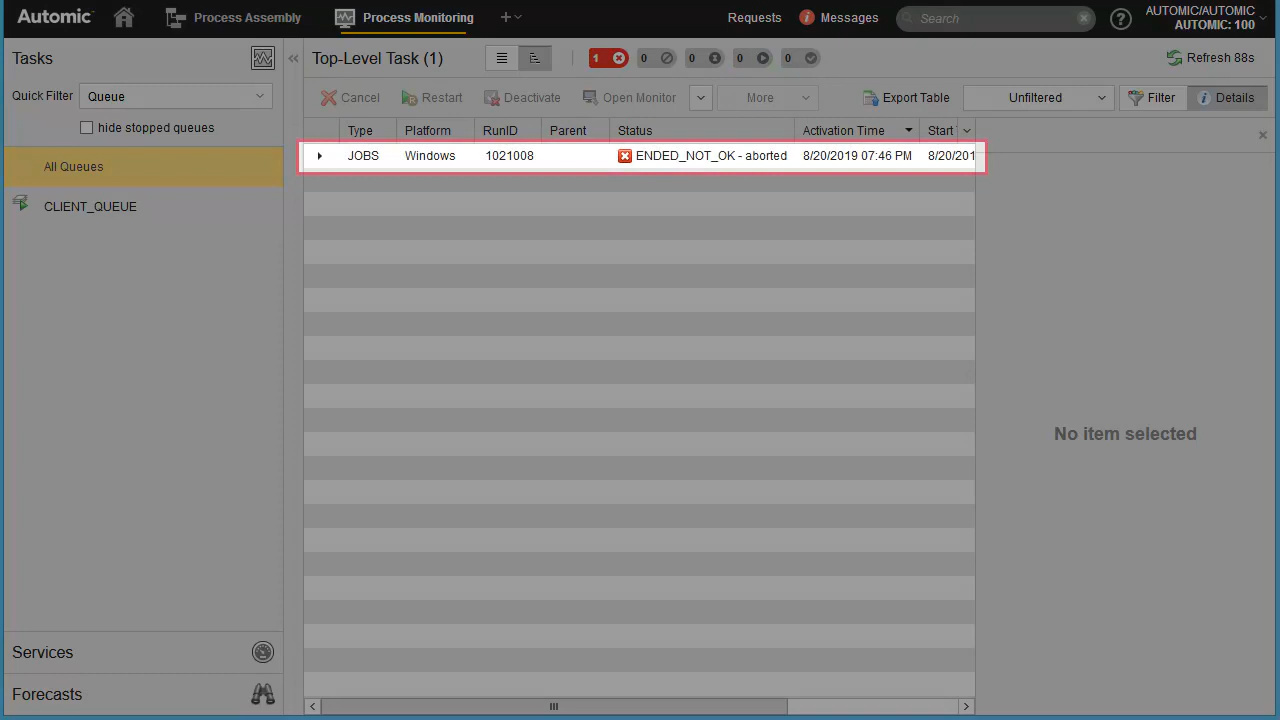 Automic
Process Assembly
Process Monitoring
Requests
Messages
Search
AUTOMIC/AUTOMIC
AUTOMIC: 100
Tasks
Top-Level Task (1)
1
0
0
0
0
Refresh 88s
Quick Filter
Queue
Cancel
Restart
Deactivate
Open Monitor
More
Export Table
Unfiltered
Filter
Details
hide stopped queues
Type
Platform
RunID
Parent
Status
Activation Time
Start
JOBS
Windows
1021008
ENDED_NOT_OK - aborted
8/20/2019 07:46 PM
8/20/201
All Queues
CLIENT_QUEUE
No item selected
Services
Forecasts